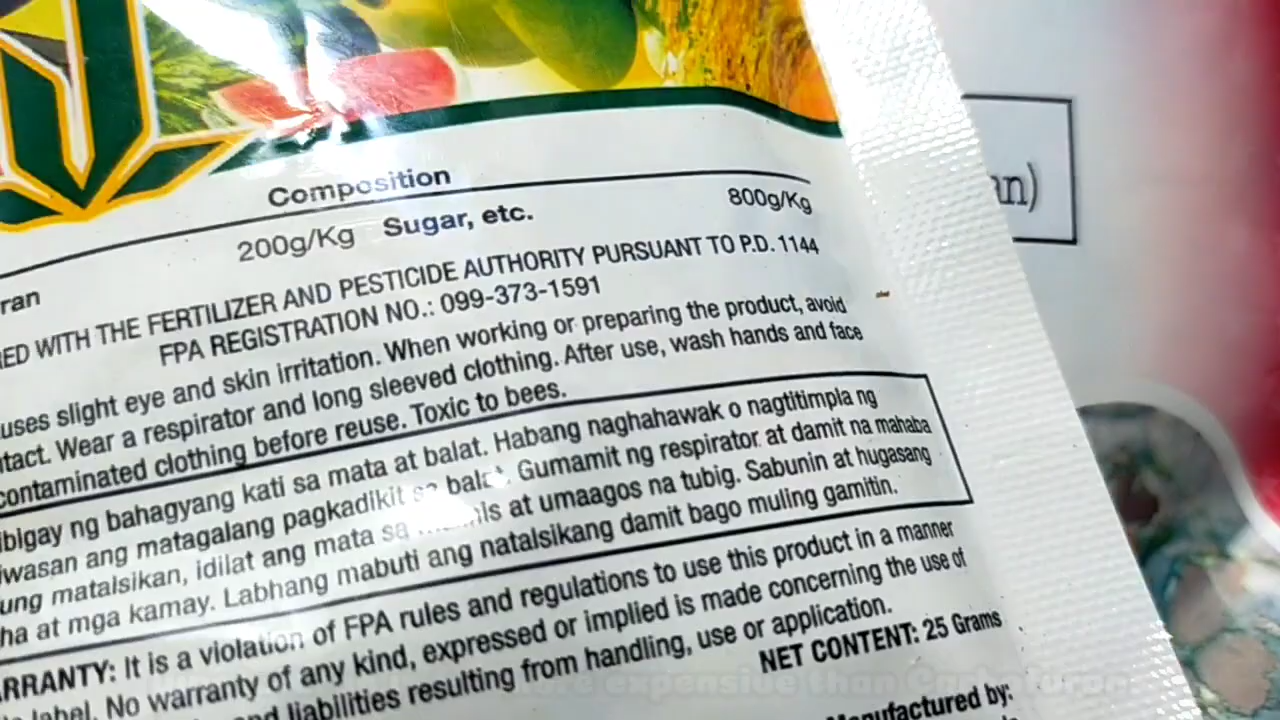 Composition
ran 200g/Kg Sugar, etc. 800g/Kg
RED WITH THE FERTILIZER AND PESTICIDE AUTHORITY PURSUANT TO P.D. 1144
FPA REGISTRATION NO.: 099-373-1591
uses slight eye and skin irritation. When working or preparing the product, avoid
ntact. Wear a respirator and long sleeved clothing. After use, wash hands and face
contaminated clothing before reuse. Toxic to bees.
ibigay ng bahagyang kati sa mata at balat. Habang naghahawak o nagtitimpla ng
iwasan ang matagalang pagkadikit sa balat. Gumamit ng respirator at damit na mahaba
ung matalsikan, idilat ang mata sa at umaagos na tubig. Sabunin at hugasang
ha at mga kamay. Labhang mabuti ang natalsikang damit bago muling gamitin.
RRANTY: It is a violation of FPA rules and regulations to use this product in a manner
label. No warranty of any kind, expressed or implied is made concerning the use of
and liabilities resulting from handling, use or application.
NET CONTENT: 25 Grams
Manufactured by:
an)
more expensive than